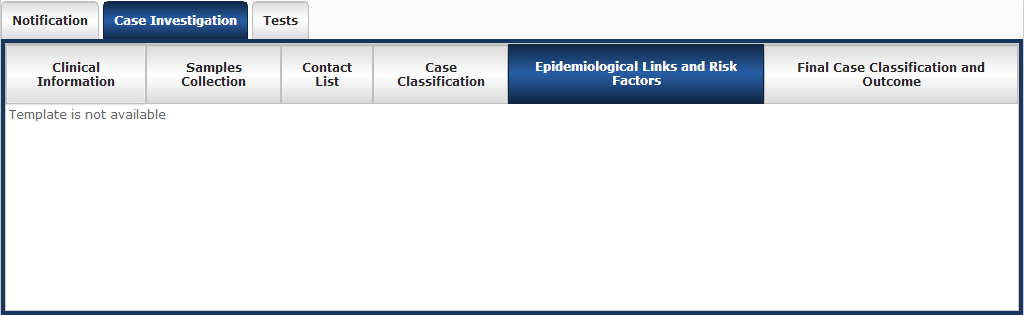 Notification Case Investigation Tests
Clinical
Information
Samples
Collection
Contact
List
Case
Classification
Epidemiological Links and Risk
Factors
Final Case Classification and
Outcome
Template is not available